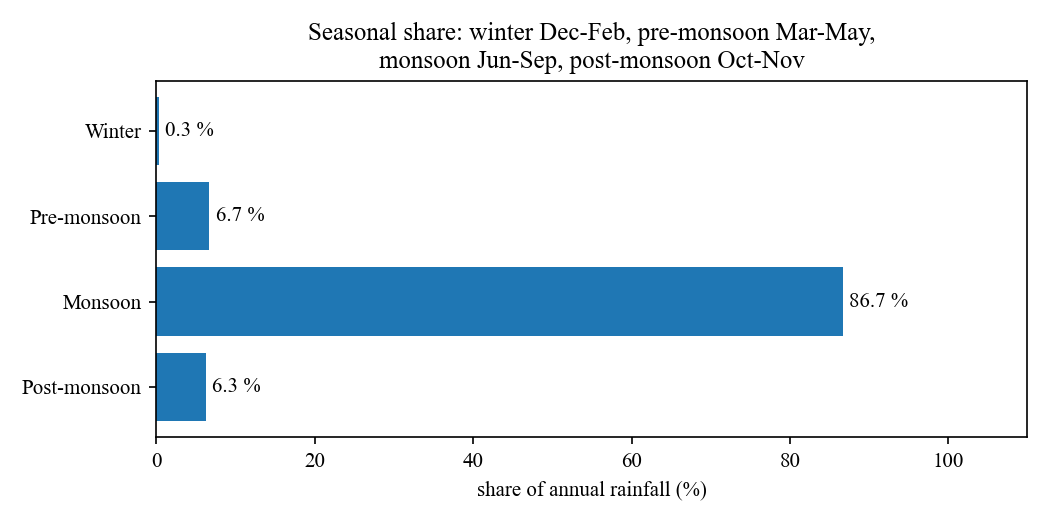 Seasonal share: winter Dec-Feb, pre-monsoon Mar-May,
monsoon Jun-Sep, post-monsoon Oct-Nov
Winter
0.3 %
Pre-monsoon
6.7 %
Monsoon
86.7 %
Post-monsoon
6.3 %
0 20 40 60 80 100
share of annual rainfall (%)